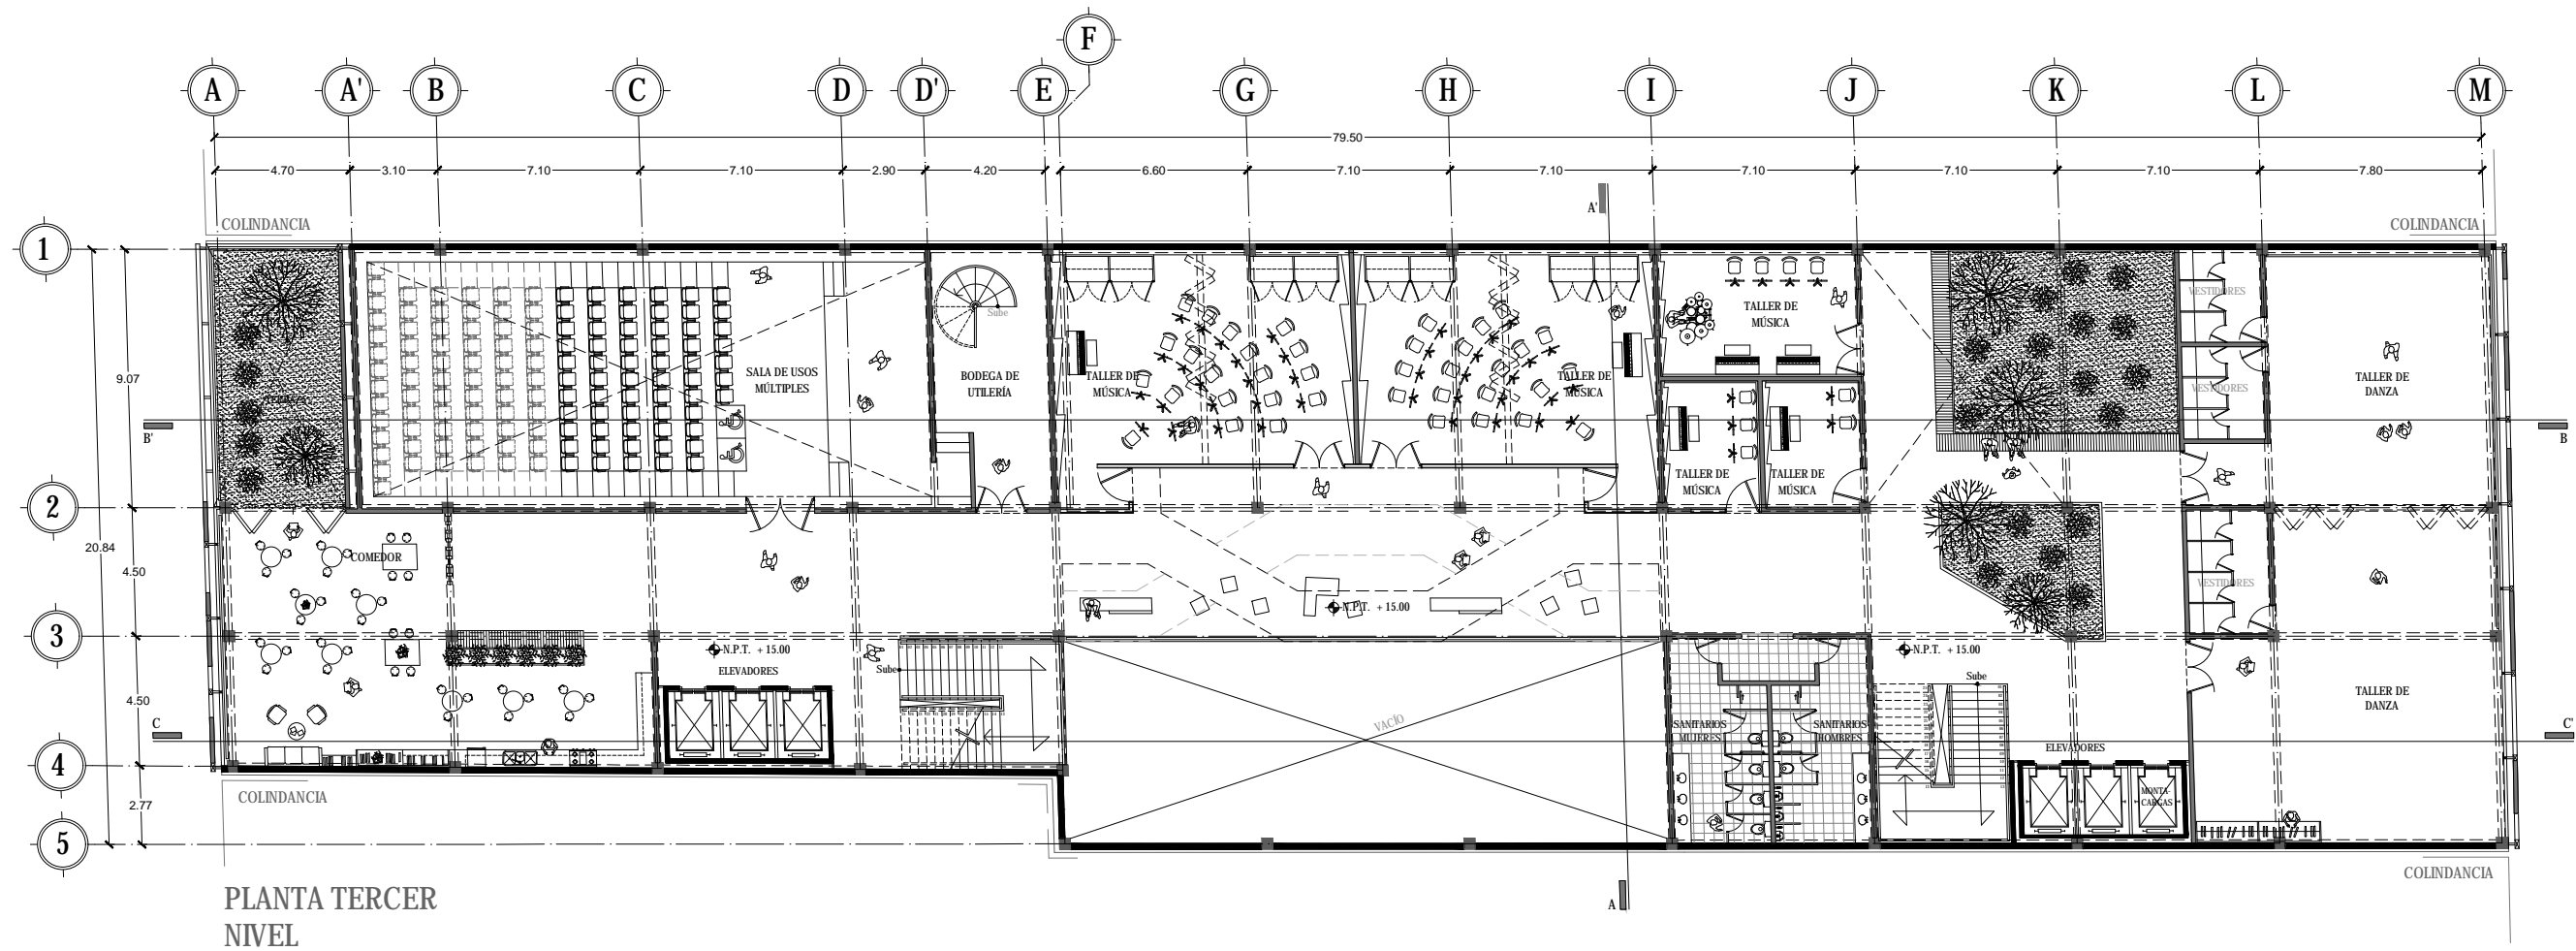 F
A
A'
B
C
D
D'
E
G
H
I
J
K
L
M
79.50
4.70
3.10
7.10
7.10
2.90
4.20
6.60
7.10
7.10
7.10
7.10
7.10
7.80
A'
COLINDANCIA
COLINDANCIA
1
9.07
2
20.84
4.50
3
4.50
4
2.77
5
Sube
SALA DE USOS
MÚLTIPLES
BODEGA DE
UTILERÍA
TALLER DE
MÚSICA
TALLER DE
MÚSICA
TALLER DE
MÚSICA
TALLER DE
MÚSICA
TALLER DE
MÚSICA
VESTIDORES
VESTIDORES
TALLER DE
DANZA
B'
B
COMEDOR
N.P.T. + 15.00
VESTIDORES
N.P.T. + 15.00
ELEVADORES
Sube
N.P.T. + 15.00
Sube
TALLER DE
DANZA
C
VACÍO
SANITARIOS
MUJERES
SANITARIOS
HOMBRES
ELEVADORES
MONTA-
CARGAS
C'
COLINDANCIA
COLINDANCIA
A
PLANTA TERCER
NIVEL